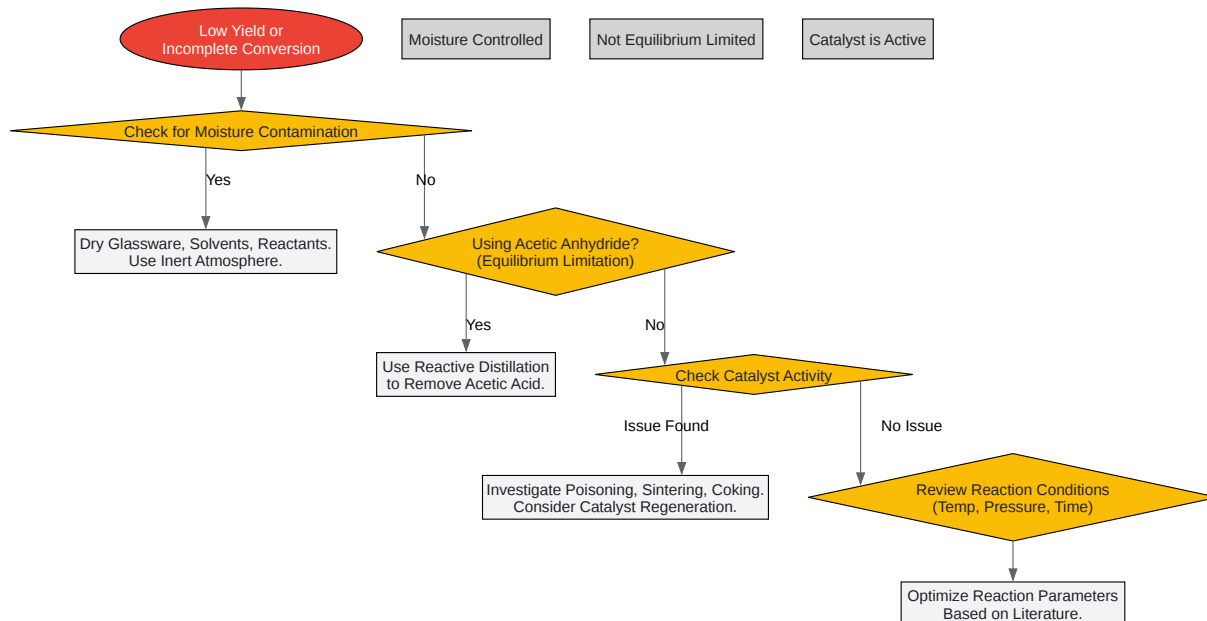 Low Yield or
Incomplete Conversion
Moisture Controlled
Not Equilibrium Limited
Catalyst is Active
Check for Moisture Contamination
Yes
No
Dry Glassware, Solvents, Reactants.
Use Inert Atmosphere.
Using Acetic Anhydride?
(Equilibrium Limitation)
Yes
No
Use Reactive Distillation
to Remove Acetic Acid.
Check Catalyst Activity
Issue Found
No Issue
Investigate Poisoning, Sintering, Coking.
Consider Catalyst Regeneration.
Review Reaction Conditions
(Temp, Pressure, Time)
Optimize Reaction Parameters
Based on Literature.